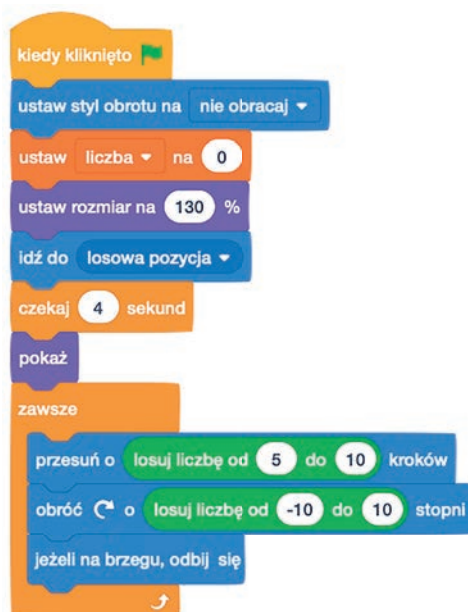 kiedy kliknięto
ustaw styl obrotu na nie obracaj
ustaw liczba na 0
ustaw rozmiar na 130 %
idź do losowa pozycja
czekaj 4 sekund
pokaż
zawsze
przesuń o losuj liczbę od 5 do 10 kroków
obróć o losuj liczbę od -10 do 10 stopni
jeżeli na brzegu, odbij się